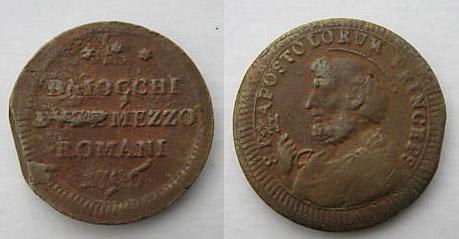 BAIOCCHI
MEZZO
ROMANI
APOSTOLORUM PRINCEPS